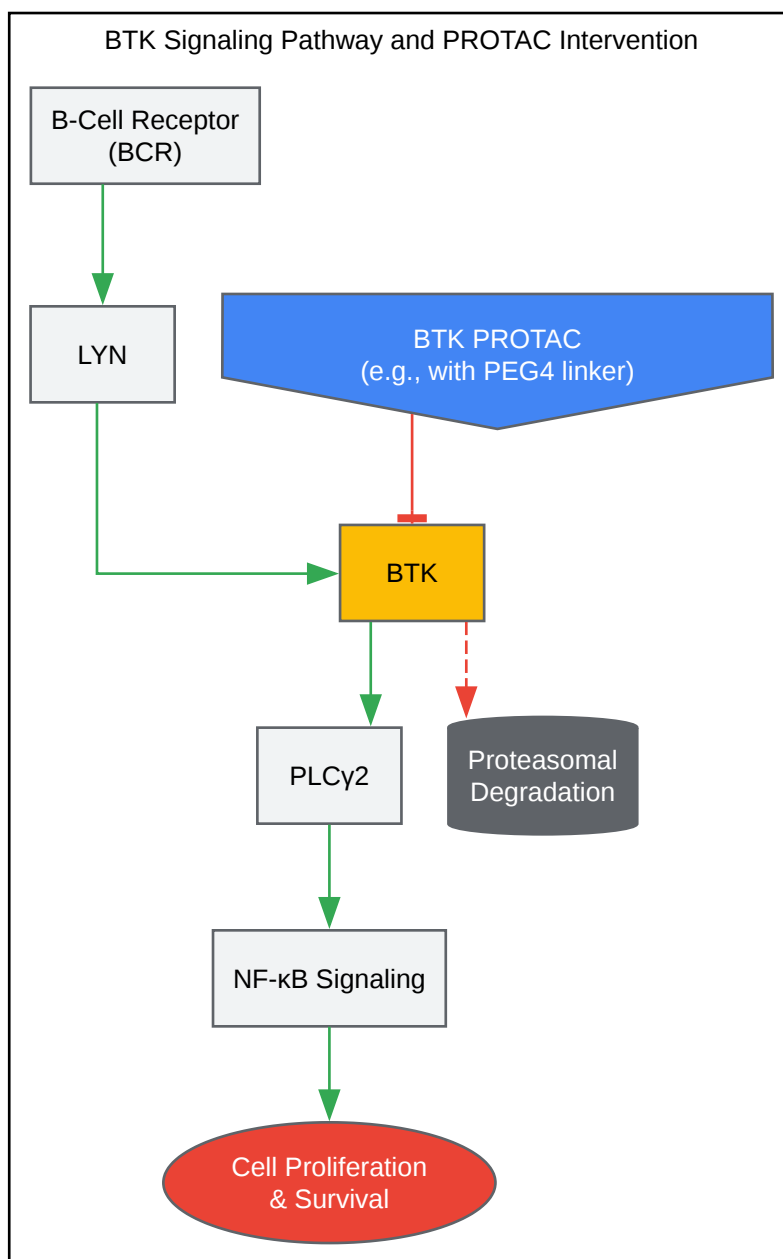 BTK Signaling Pathway and PROTAC Intervention
B-Cell Receptor
(BCR)
LYN
BTK PROTAC
(e.g., with PEG4 linker)
BTK
PLCγ2
Proteasomal
Degradation
NF-κB Signaling
Cell Proliferation
& Survival